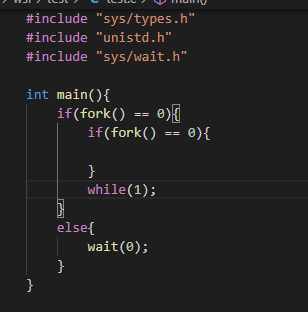 wsl > test > C test.c > main()
#include "sys/types.h"
#include "unistd.h"
#include "sys/wait.h"
int main(){
if(fork() == 0){
if(fork() == 0){
}
while(1);
}
else{
wait(0);
}
}